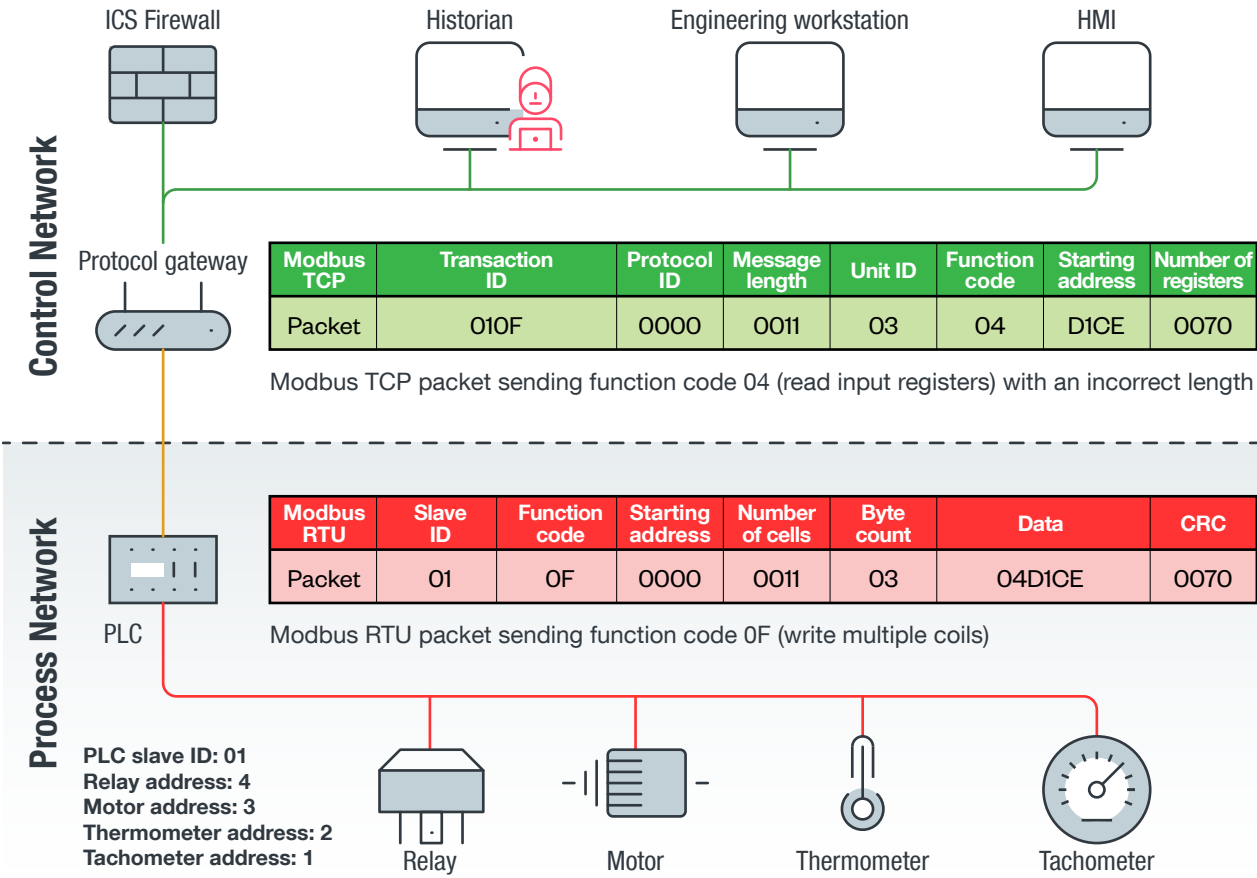 ICS Firewall
Historian
Engineering workstation
HMI
Control Network
Protocol gateway
Modbus TCP
Transaction ID
Protocol ID
Message length
Unit ID
Function code
Starting address
Number of registers
Packet
010F
0000
0011
03
04
D1CE
0070
Modbus TCP packet sending function code 04 (read input registers) with an incorrect length
Process Network
PLC
Modbus RTU
Slave ID
Function code
Starting address
Number of cells
Byte count
Data
CRC
Packet
01
0F
0000
0011
03
04D1CE
0070
Modbus RTU packet sending function code 0F (write multiple coils)
PLC slave ID: 01
Relay address: 4
Motor address: 3
Thermometer address: 2
Tachometer address: 1
Relay
Motor
Thermometer
Tachometer